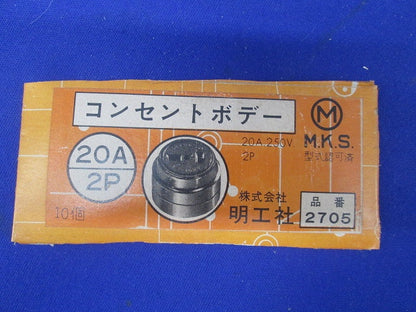 コンセントボデー
20A 250V
2P
M
M.K.S.
型式認可済
20A
2P
10個
株式会社
明工社
品番
2705